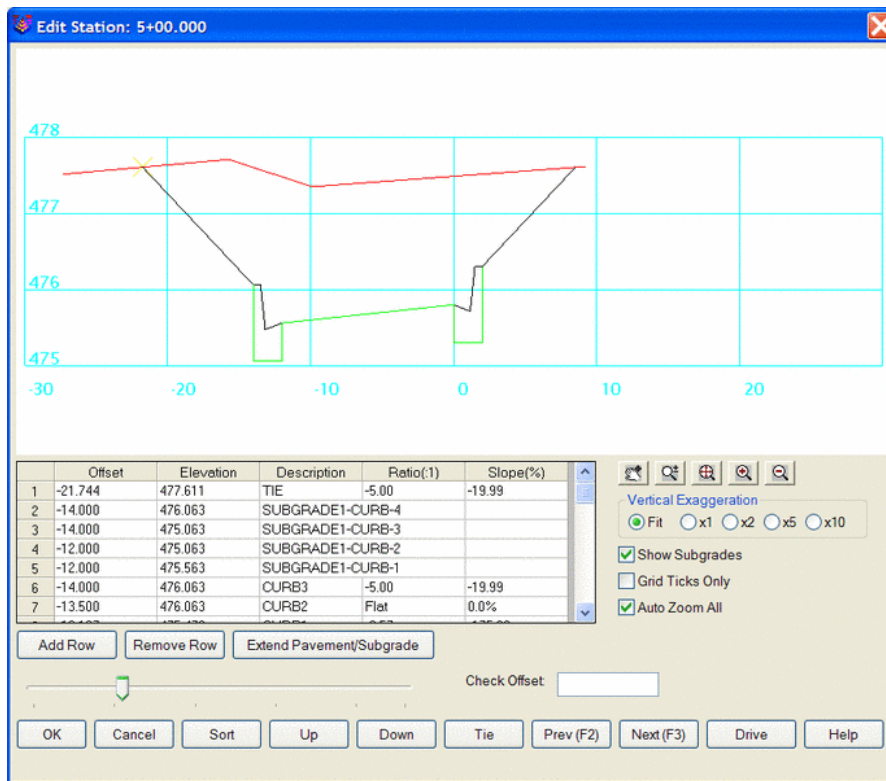 Edit Station: 5+00.000
478
477
476
475
-30 -20 -10 0 10 20
Offset Elevation Description Ratio(:1) Slope(%)
1 -21.744 477.611 TIE -5.00 -19.99
2 -14.000 476.063 SUBGRADE1-CURB-4
3 -14.000 475.063 SUBGRADE1-CURB-3
4 -12.000 475.063 SUBGRADE1-CURB-2
5 -12.000 475.563 SUBGRADE1-CURB-1
6 -14.000 476.063 CURB3 -5.00 -19.99
7 -13.500 476.063 CURB2 Flat 0.0%
Vertical Exaggeration
Fit x1 x2 x5 x10
Show Subgrades
Grid Ticks Only
Auto Zoom All
Add Row Remove Row Extend Pavement/Subgrade
Check Offset:
OK Cancel Sort Up Down Tie Prev (F2) Next (F3) Drive Help